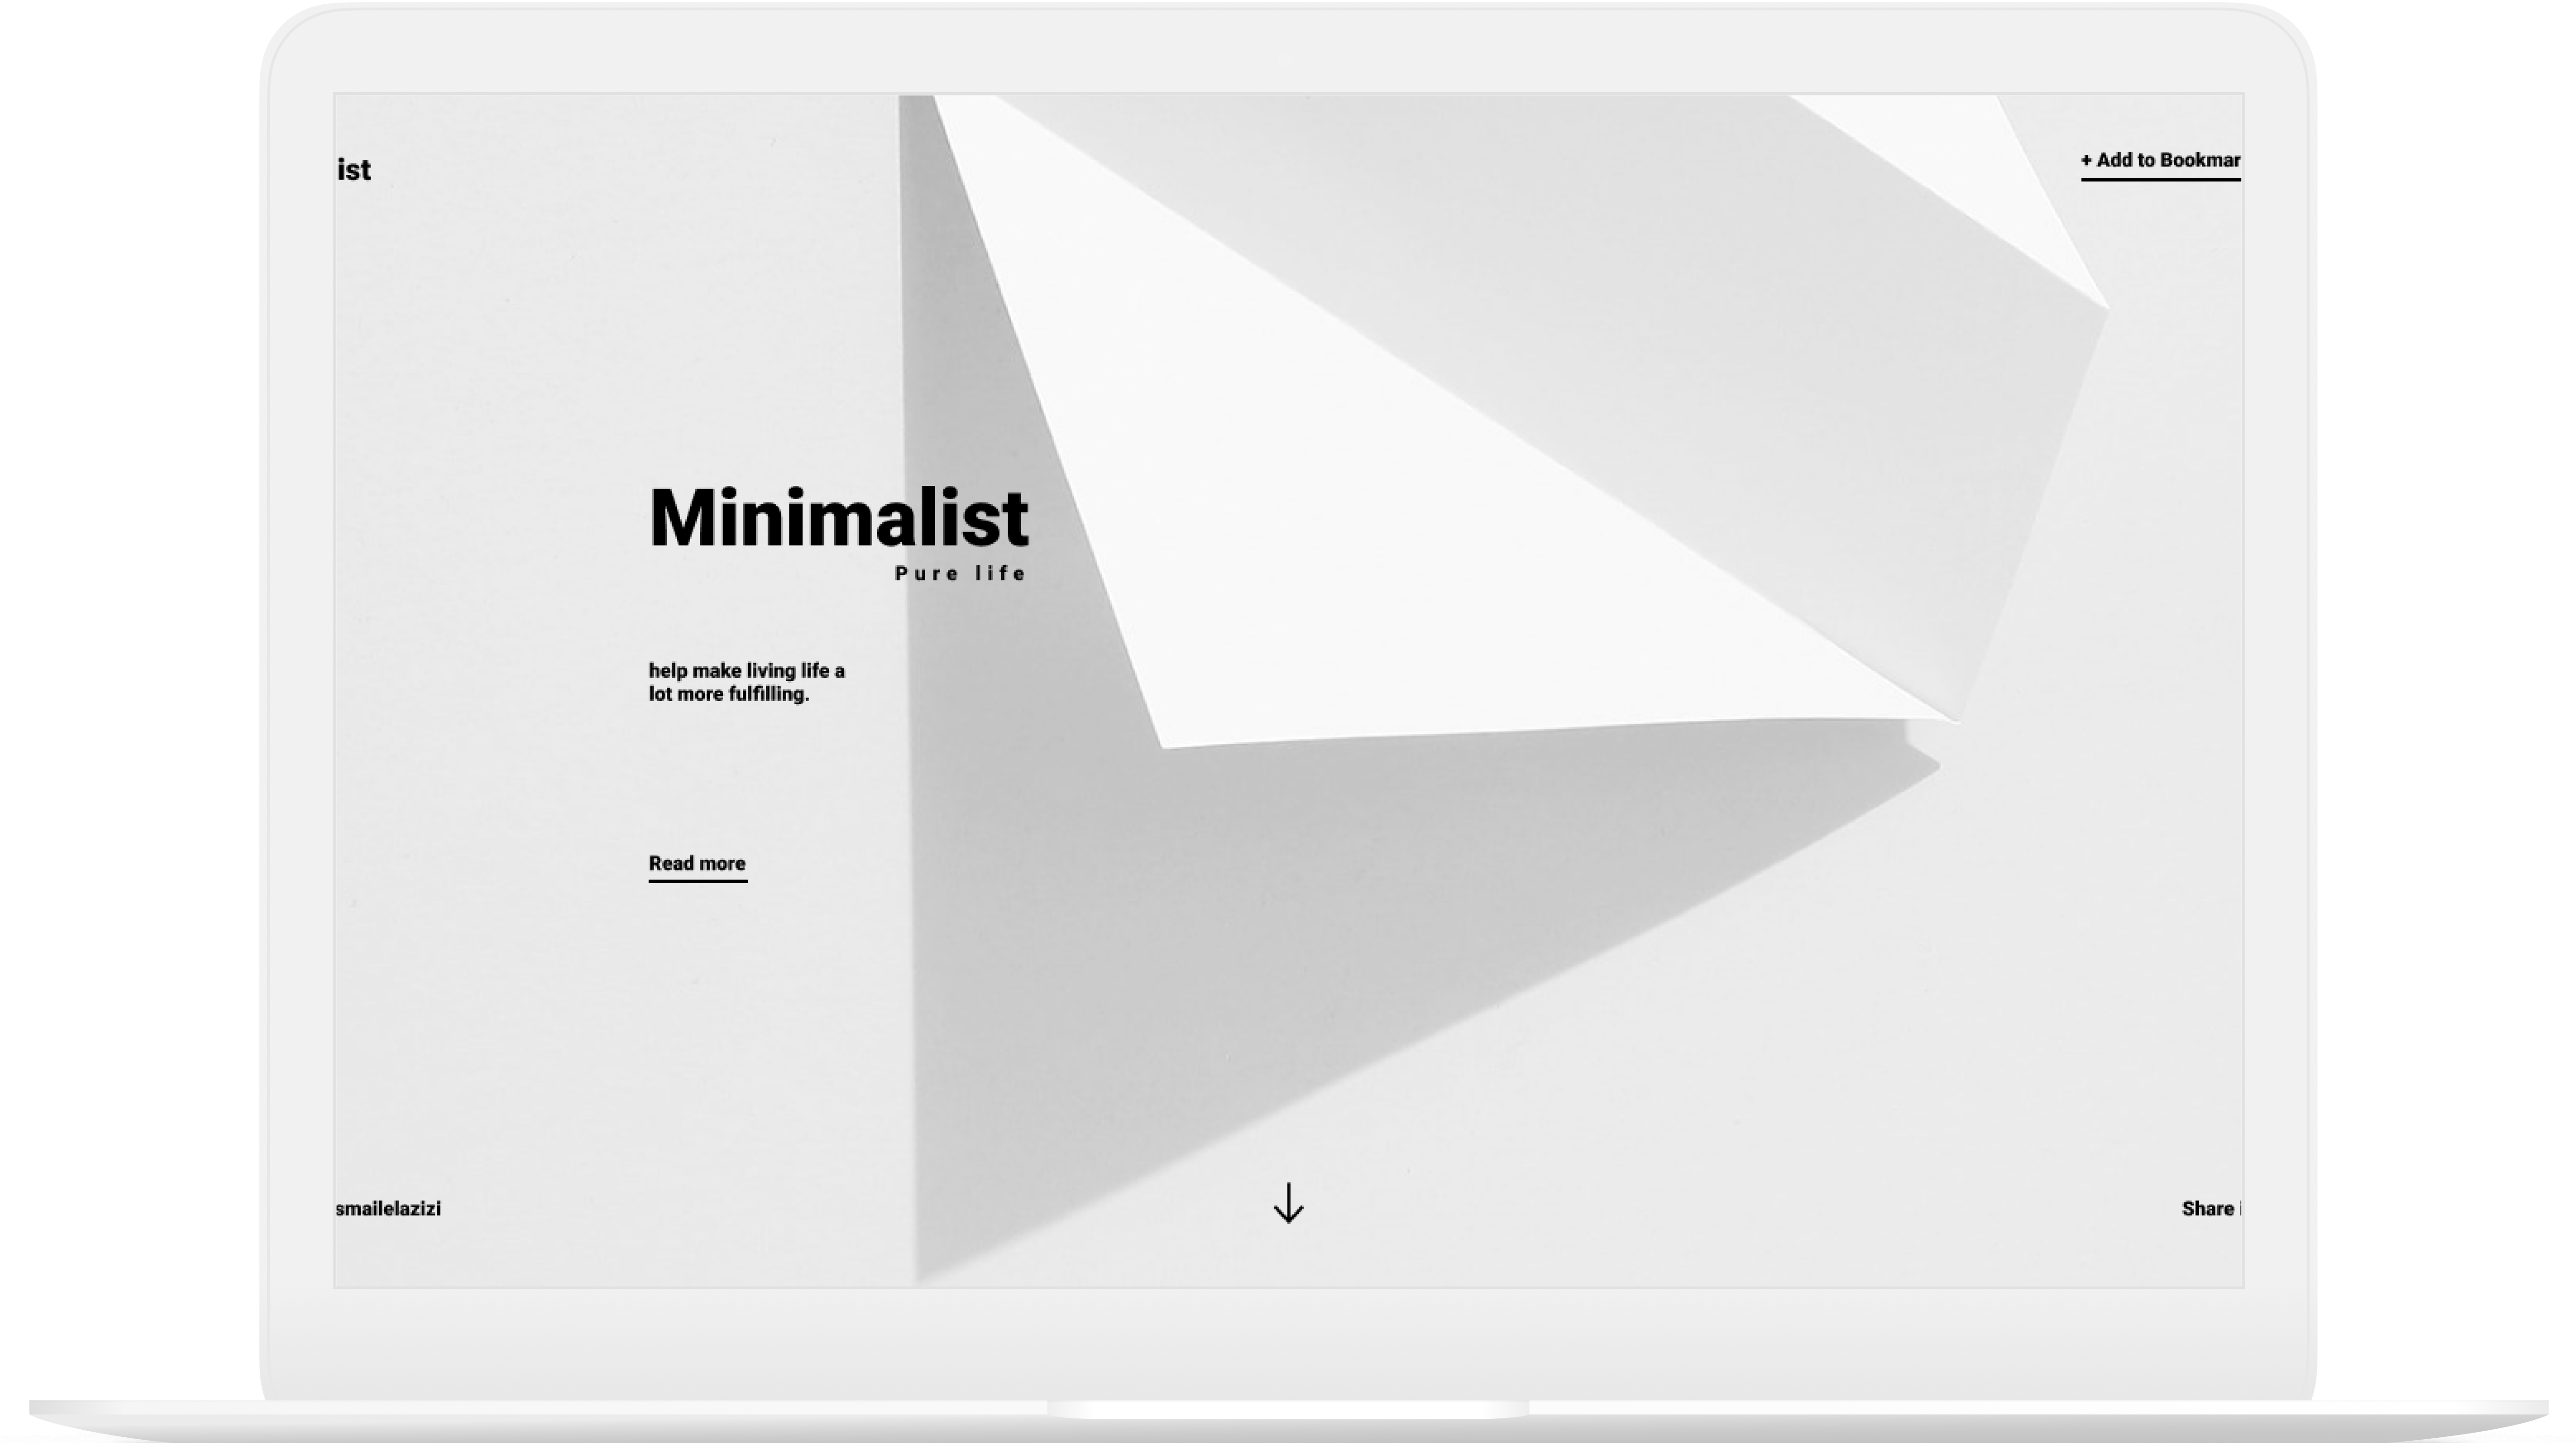 ist
+ Add to Bookmar
Minimalist
Pure life
help make living life a
lot more fulfilling.
Read more
smailelazizi
Share